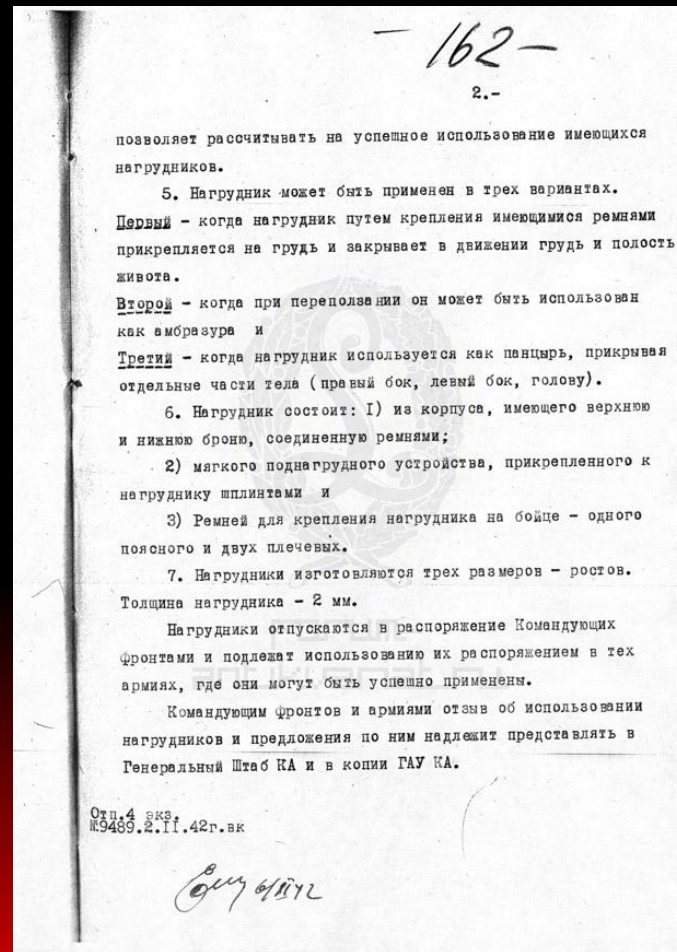 - 162 -
2.-
позволяет рассчитывать на успешное использование имеющихся
нагрудников.
5. Нагрудник может быть применен в трех вариантах.
Первый - когда нагрудник путем крепления имеющимися ремнями
прикрепляется на грудь и закрывает в движении грудь и полость
живота.
Второй - когда при переползании он может быть использован
как амбразура и
Третий - когда нагрудник используется как панцырь, прикрывая
отдельные части тела (правый бок, левый бок, голову).
6. Нагрудник состоит: I) из корпуса, имеющего верхнюю
и нижнюю броню, соединенную ремнями;
2) мягкого поднагрудного устройства, прикрепленного к
нагруднику шплинтами и
3) Ремней для крепления нагрудника на бойце - одного
поясного и двух плечевых.
7. Нагрудники изготовляются трех размеров - ростов.
Толщина нагрудника - 2 мм.
Нагрудники отпускаются в распоряжение Командующих
фронтами и подлежат использованию их распоряжением в тех
армиях, где они могут быть успешно применены.
Командующим фронтов и армиями отзыв об использовании
нагрудников и предложения по ним надлежит представлять в
Генеральный Штаб КА и в копии ГАУ КА.
Отп.4 экз.
№9489.2.II.42г.вк
6/II 42